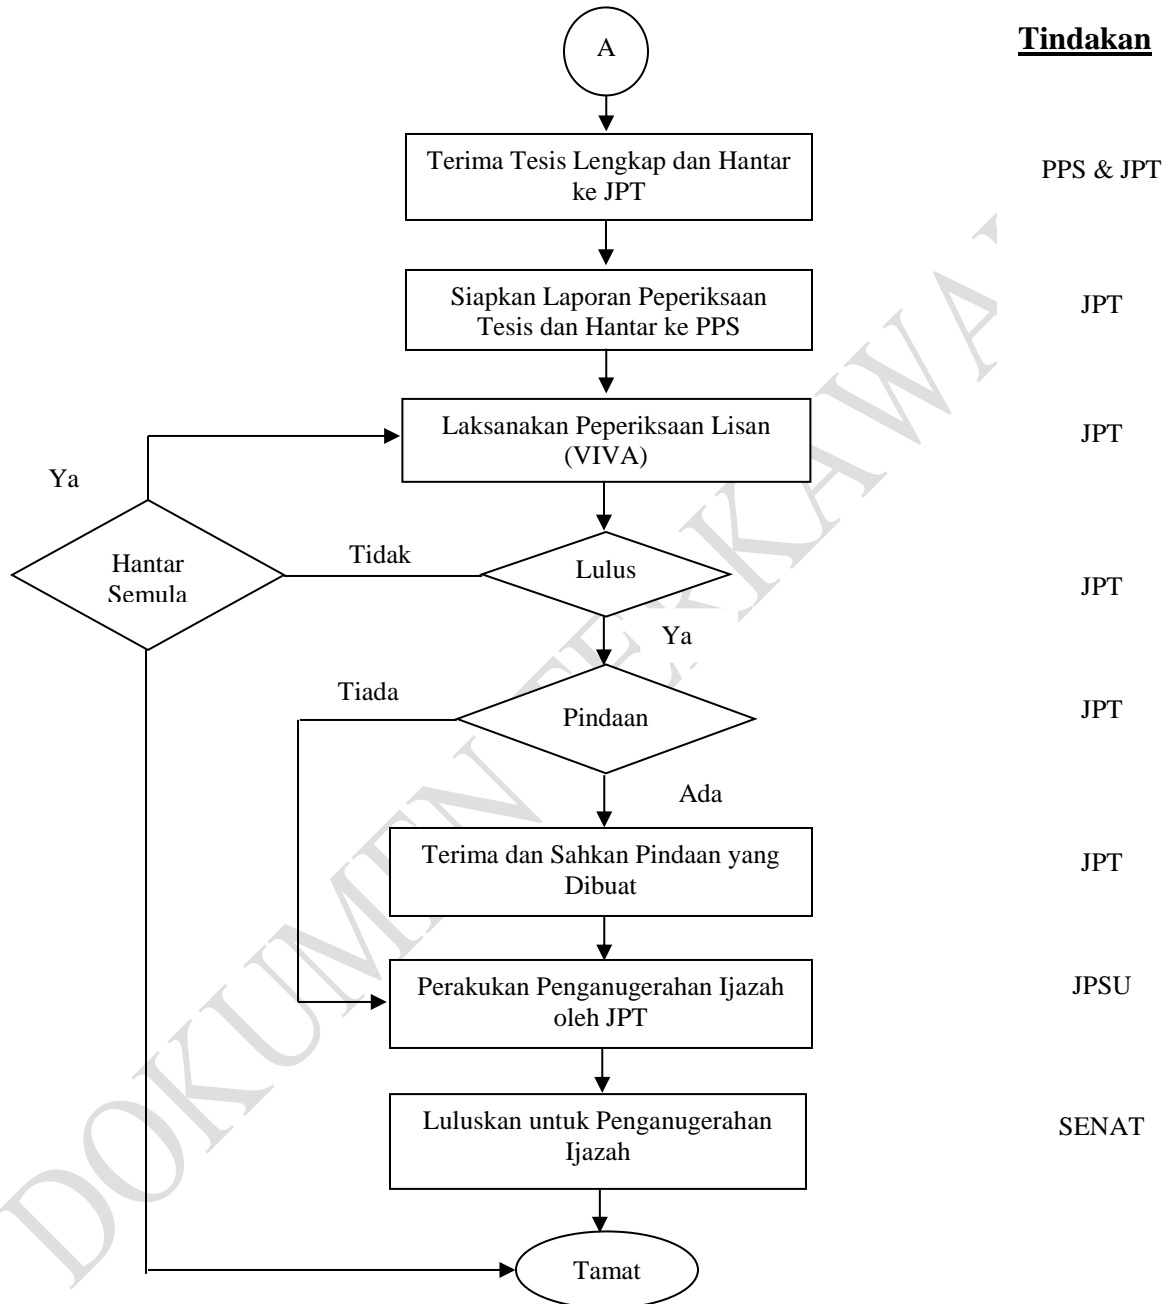 A
Tindakan
Terima Tesis Lengkap dan Hantar
ke JPT
PPS & JPT
Siapkan Laporan Peperiksaan
Tesis dan Hantar ke PPS
JPT
Laksanakan Peperiksaan Lisan
(VIVA)
JPT
Ya
Hantar
Semula
Tidak
Lulus
JPT
Ya
Tiada
Pindaan
JPT
Ada
Terima dan Sahkan Pindaan yang
Dibuat
JPT
Perakukan Penganugerahan Ijazah
oleh JPT
JPSU
Luluskan untuk Penganugerahan
Ijazah
SENAT
Tamat
DOKUMEN